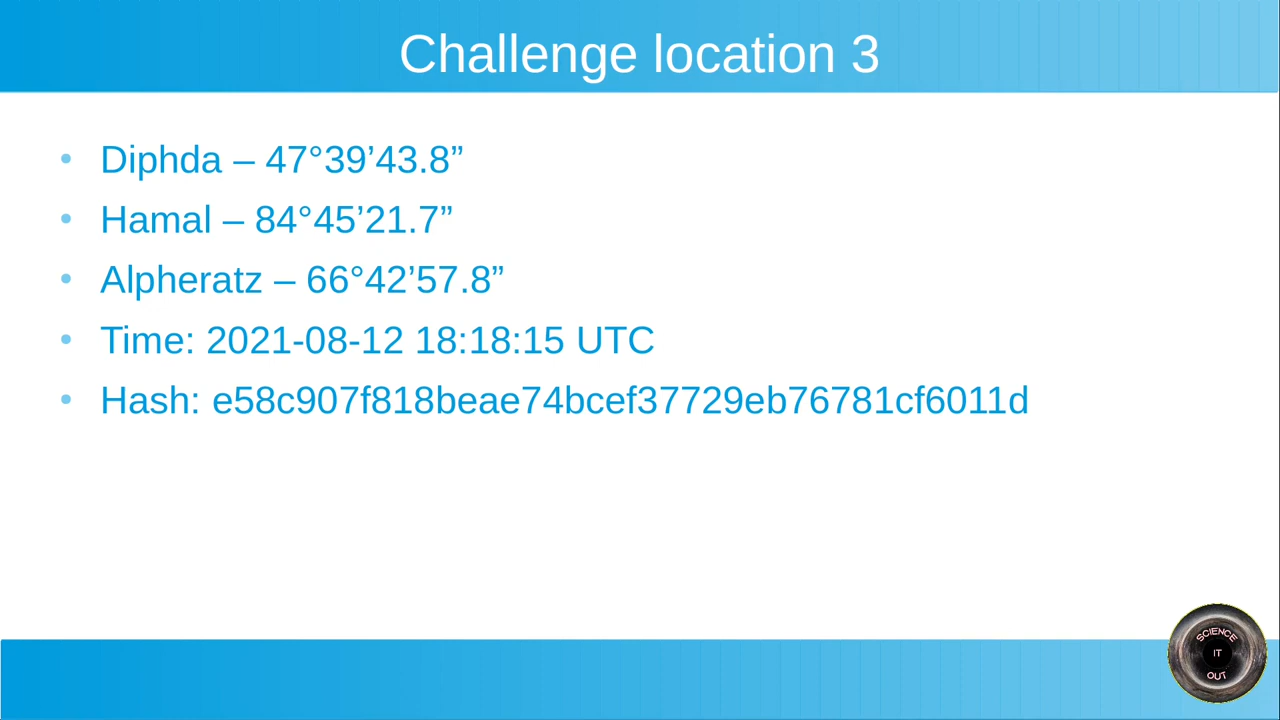 Challenge location 3
• Diphda – 47°39’43.8”
• Hamal – 84°45’21.7”
• Alpheratz – 66°42’57.8”
• Time: 2021-08-12 18:18:15 UTC
• Hash: e58c907f818beae74bcef37729eb76781cf6011d
SCIENCE
IT
OUT